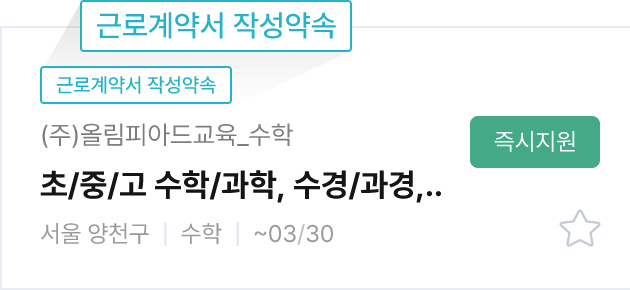 근로계약서 작성약속
근로계약서 작성약속
(주)올림피아드교육_수학
즉시지원
초/중/고 수학/과학, 수경/과경,..
서울 양천구 | 수학 | ~03/30